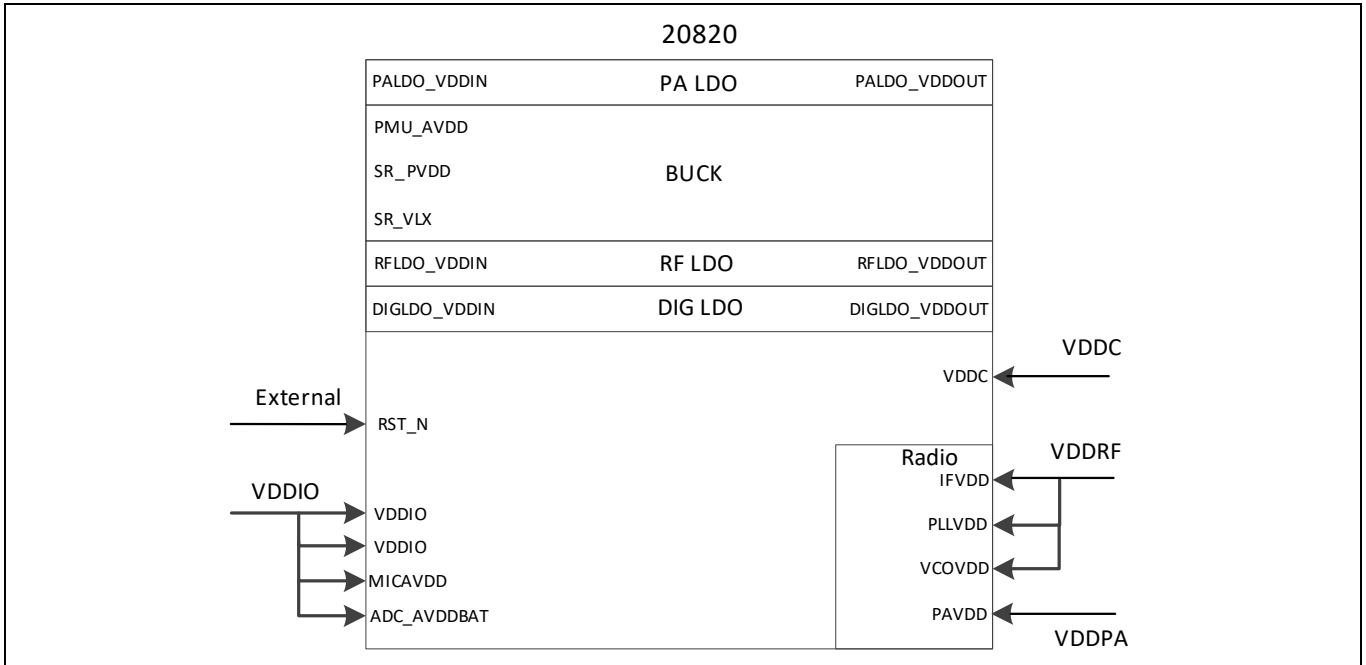 20820
PALDO_VDDIN PA LDO PALDO_VDDOUT
PMU_AVDD
SR_PVDD BUCK
SR_VLX
RFLDO_VDDIN RF LDO RFLDO_VDDOUT
DIGLDO_VDDIN DIG LDO DIGLDO_VDDOUT
VDDC
VDDC
External
RST_N
Radio VDDRF
IFVDD
VDDIO
VDDIO PLLVDD
VDDIO
MICAVDD VCOVDD
ADC_AVDDBAT PAVDD
VDDPA